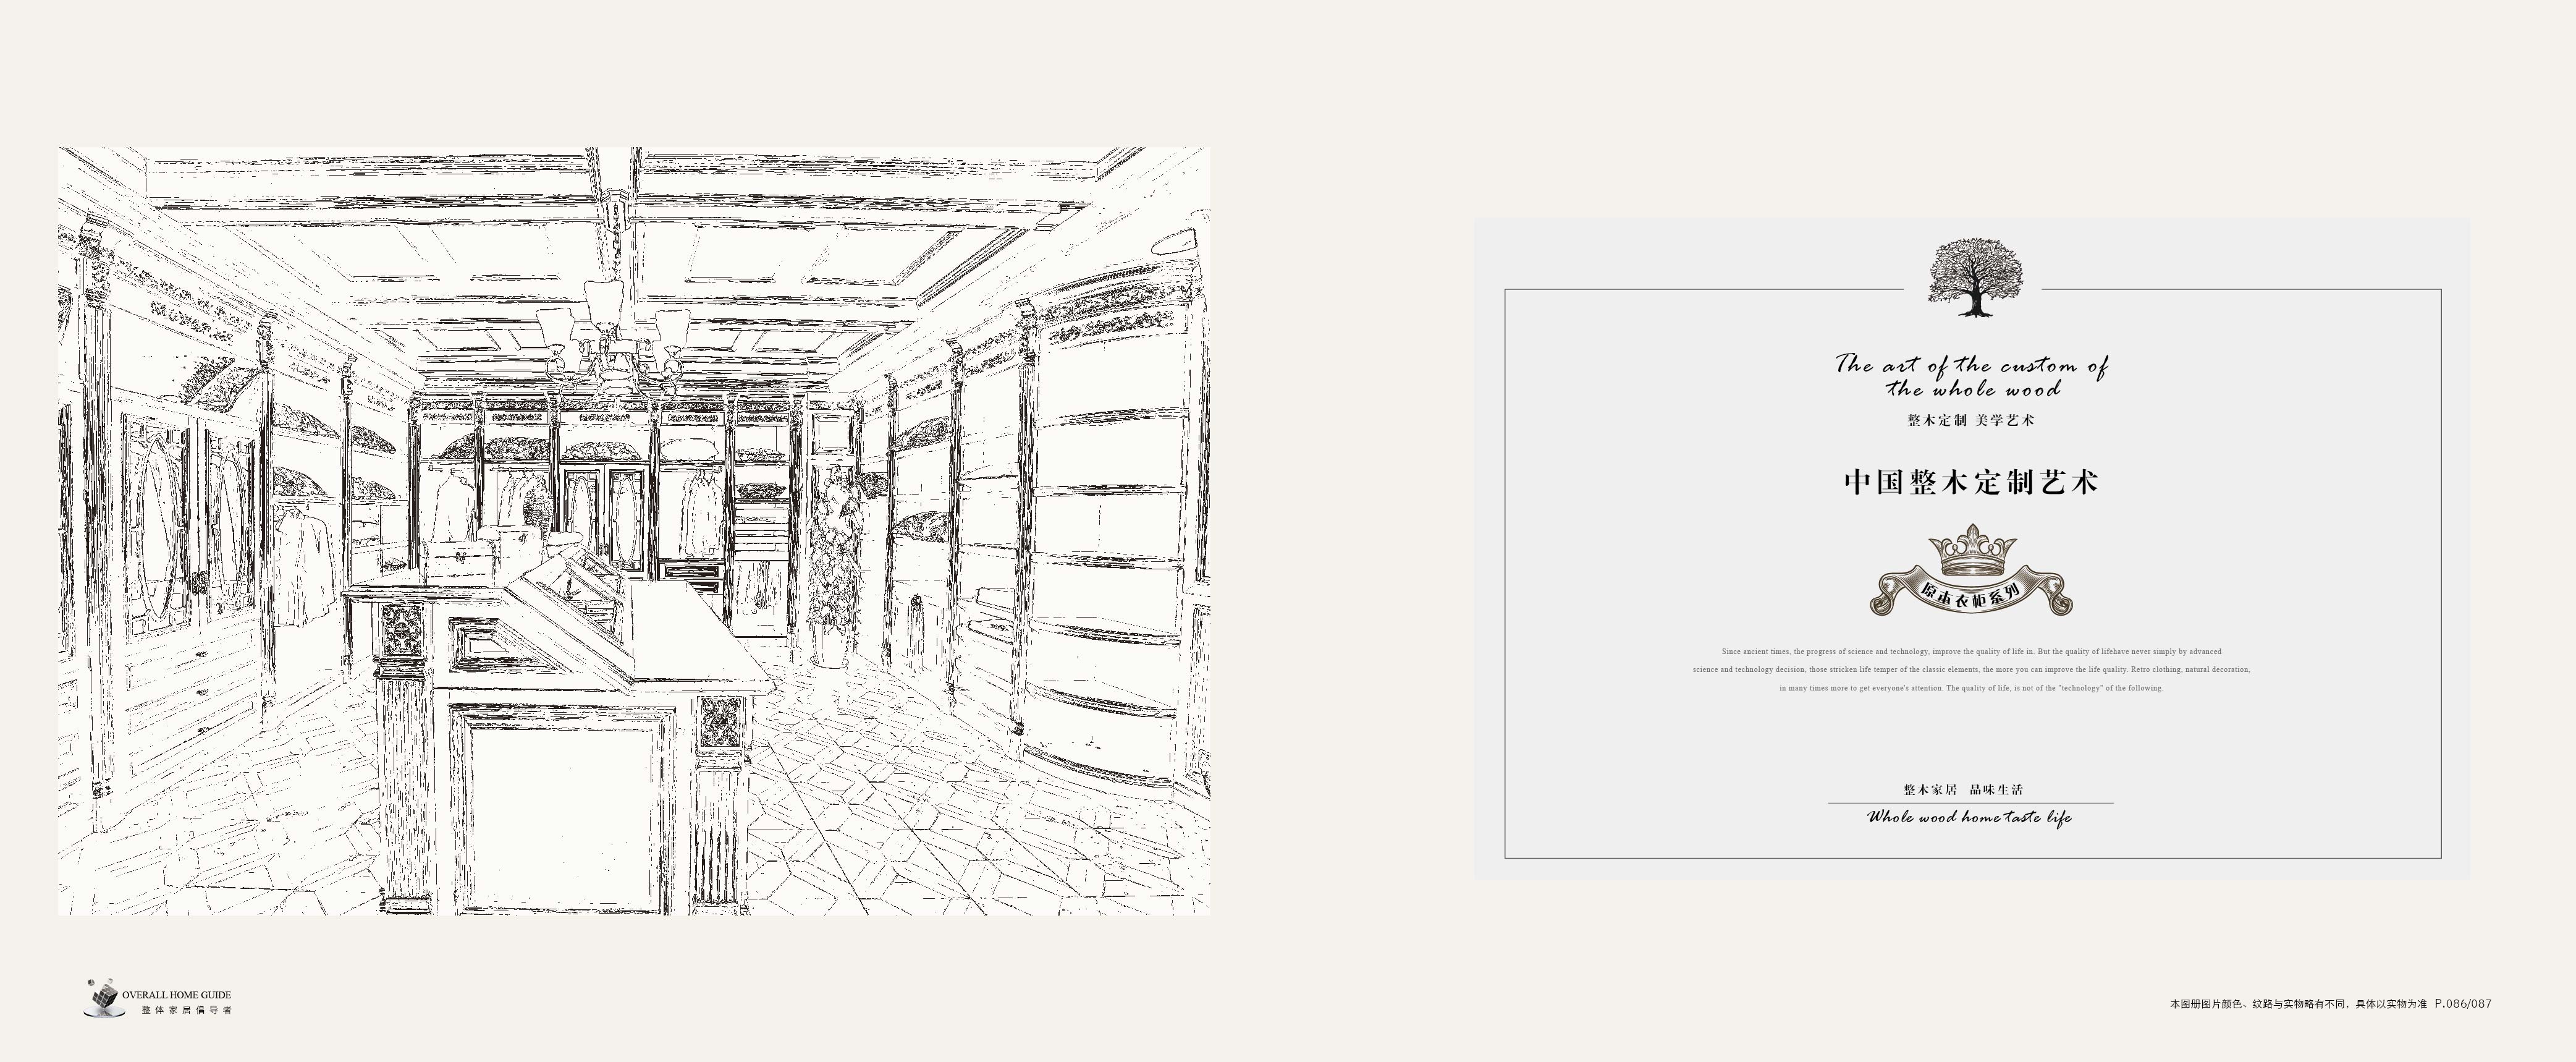 The art of the custom of
the whole wood
整木定制 美学艺术
中国整木定制艺术
原本衣柜系列
Since ancient times, the progress of science and technology, improve the quality of life in. But the quality of lifehave never simply by advanced
science and technology decision, those stricken life temper of the classic elements, the more you can improve the life quality. Retro clothing, natural decoration,
in many times more to get everyone's attention. The quality of life, is not of the "technology" of the following.
整木家居 品味生活
Whole wood home taste life
OVERALL HOME GUIDE
整体家居倡导者
本图册图片颜色、纹路与实物略有不同，具体以实物为准 P.086/087